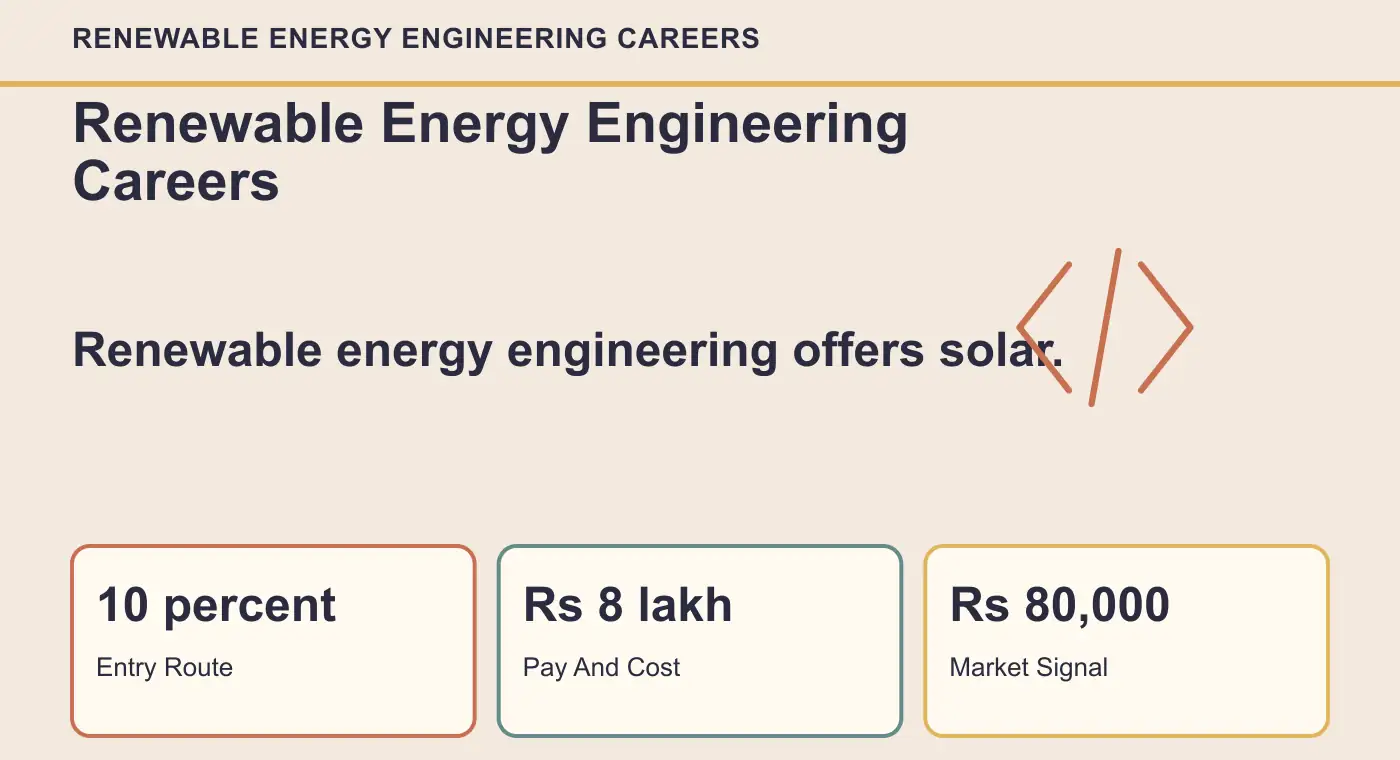 RENEWABLE ENERGY ENGINEERING CAREERS
Renewable Energy Engineering
Careers
Renewable energy engineering offers solar.
10 percent
Entry Route
Rs 8 lakh
Pay And Cost
Rs 80,000
Market Signal